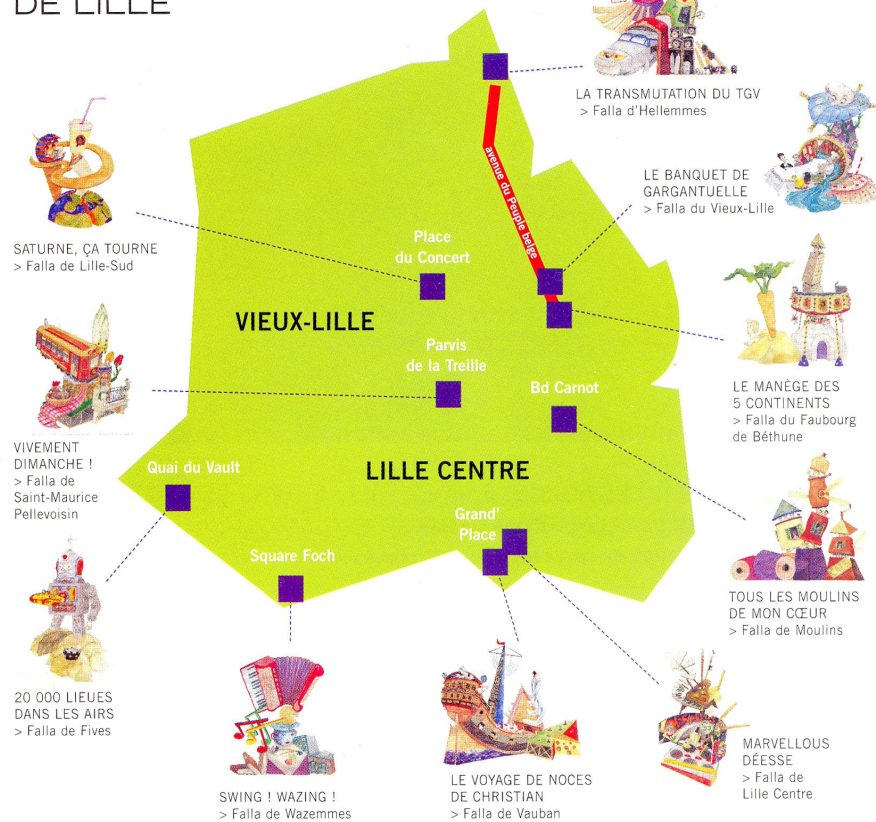 DE LILLE
LA TRANSMUTATION DU TGV
> Falla d'Hellemmes
LE BANQUET DE
GARGANTUELLE
> Falla du Vieux-Lille
avenue du Peuple belge
SATURNE, ÇA TOURNE
> Falla de Lille-Sud
Place
du Concert
VIEUX-LILLE
Parvis
de la Treille
Bd Carnot
LE MANÈGE DES
5 CONTINENTS
> Falla du Faubourg
de Béthune
VIVEMENT
DIMANCHE !
> Falla de
Saint-Maurice
Pellevoisin
Quai du Vault
LILLE CENTRE
Grand'
Place
Square Foch
TOUS LES MOULINS
DE MON CŒUR
> Falla de Moulins
20 000 LIEUES
DANS LES AIRS
> Falla de Fives
SWING ! WAZING !
> Falla de Wazemmes
LE VOYAGE DE NOCES
DE CHRISTIAN
> Falla de Vauban
MARVELLOUS
DÉESSE
> Falla de
Lille Centre